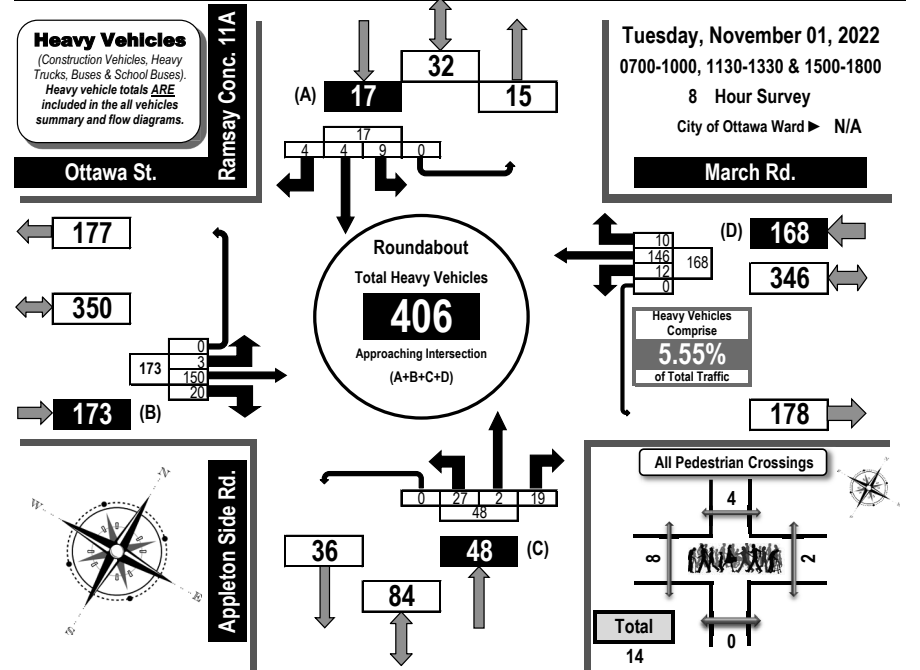 Heavy Vehicles
(Construction Vehicles, Heavy
Trucks, Buses & School Buses).
Heavy vehicle totals ARE
included in the all vehicles
summary and flow diagrams.
Ramsay Conc. 11A
Ottawa St.
32
(A) 17
15
17
4 4 9 0
Tuesday, November 01, 2022
0700-1000, 1130-1330 & 1500-1800
8 Hour Survey
City of Ottawa Ward ► N/A
March Rd.
177
350
0
3
150
20
173
173 (B)
Roundabout
Total Heavy Vehicles
406
Approaching Intersection
(A+B+C+D)
10
146
12
0
168
(D) 168
346
Heavy Vehicles
Comprise
5.55%
of Total Traffic
178
N
W
E
S
Appleton Side Rd.
0 27 2 19
48
36
48 (C)
84
All Pedestrian Crossings
4
8
2
0
Total
14